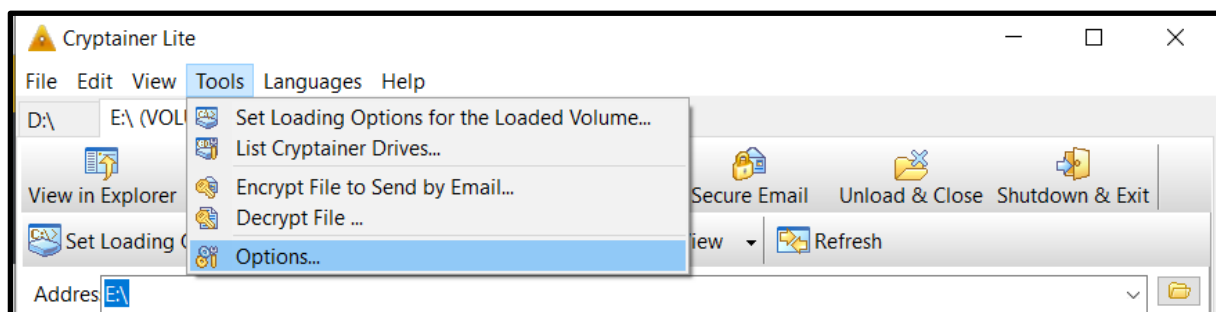 Cryptainer Lite
File Edit View Tools Languages Help
D:\ E:\ (VOL
Set Loading Options for the Loaded Volume...
List Cryptainer Drives...
Encrypt File to Send by Email...
Decrypt File ...
Options...
View in Explorer Secure Email Unload & Close Shutdown & Exit
Set Loading iew Refresh
Addres E:\